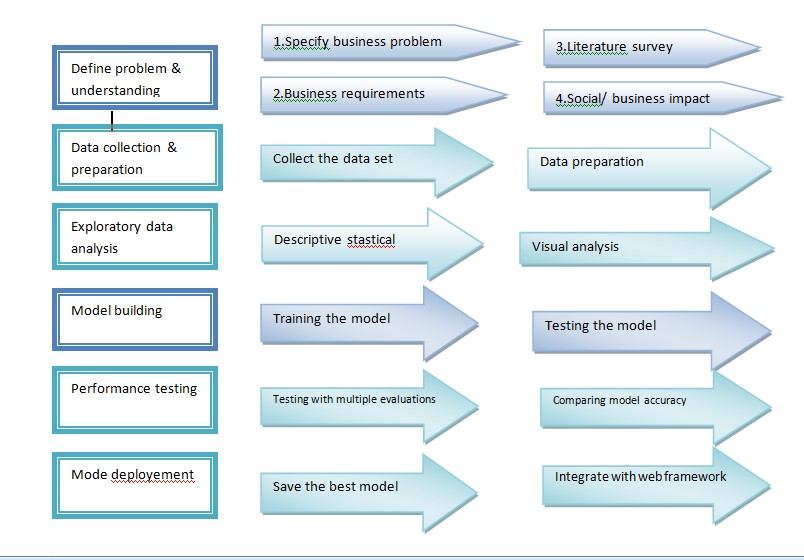 Define problem &
understanding
1.Specify business problem
3.Literature survey
2.Business requirements
4.Social/ business impact
Data collection &
preparation
Collect the data set
Data preparation
Exploratory data
analysis
Descriptive stastical
Visual analysis
Model building
Training the model
Testing the model
Performance testing
Testing with multiple evaluations
Comparing model accuracy
Mode deployement
Save the best model
Integrate with web framework